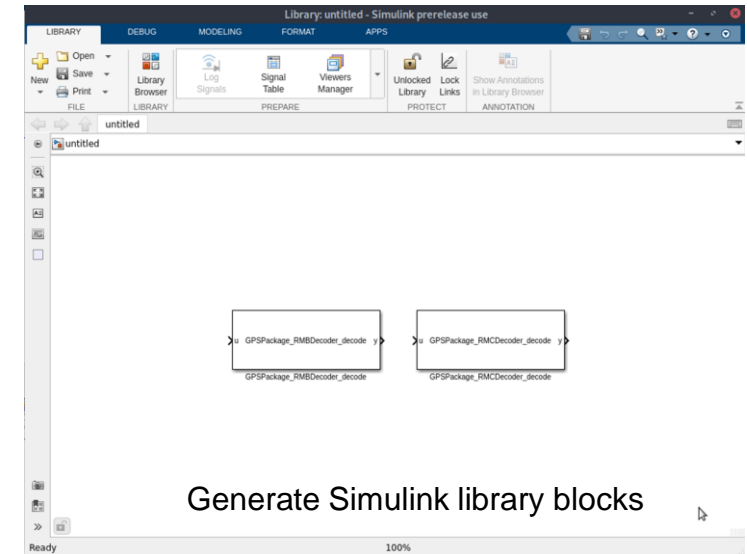 Library: untitled - Simulink prerelease use
LIBRARY DEBUG MODELING FORMAT APPS
New
Open
Save
Print
FILE
Library
Browser
LIBRARY
Log
Signals
Signal
Table
Viewers
Manager
PREPARE
Unlocked
Library
Lock
Links
PROTECT
Show Annotations
in Library Browser
ANNOTATION
untitled
untitled
u GPSPackage_RMBDecoder_decode y
GPSPackage_RMBDecoder_decode
u GPSPackage_RMCDecoder_decode y
GPSPackage_RMCDecoder_decode
Generate Simulink library blocks
Ready 100%